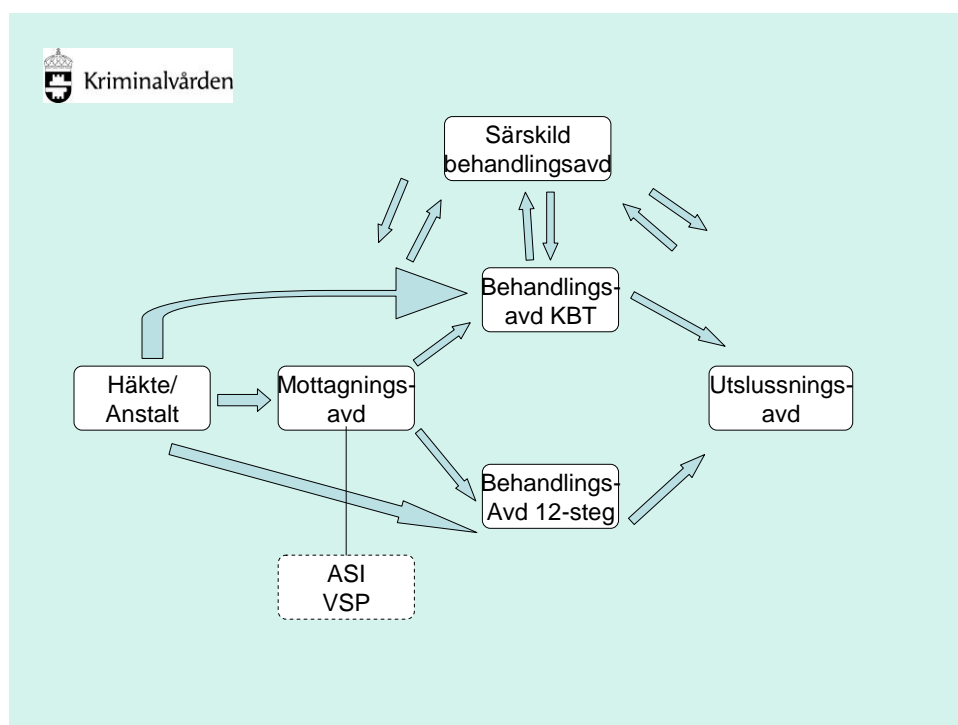 Kriminalvården
Särskild
behandlingsavd
Behandlings-
avd KBT
Häkte/
Anstalt
Mottagnings-
avd
Utslussnings-
avd
Behandlings-
Avd 12-steg
ASI
VSP